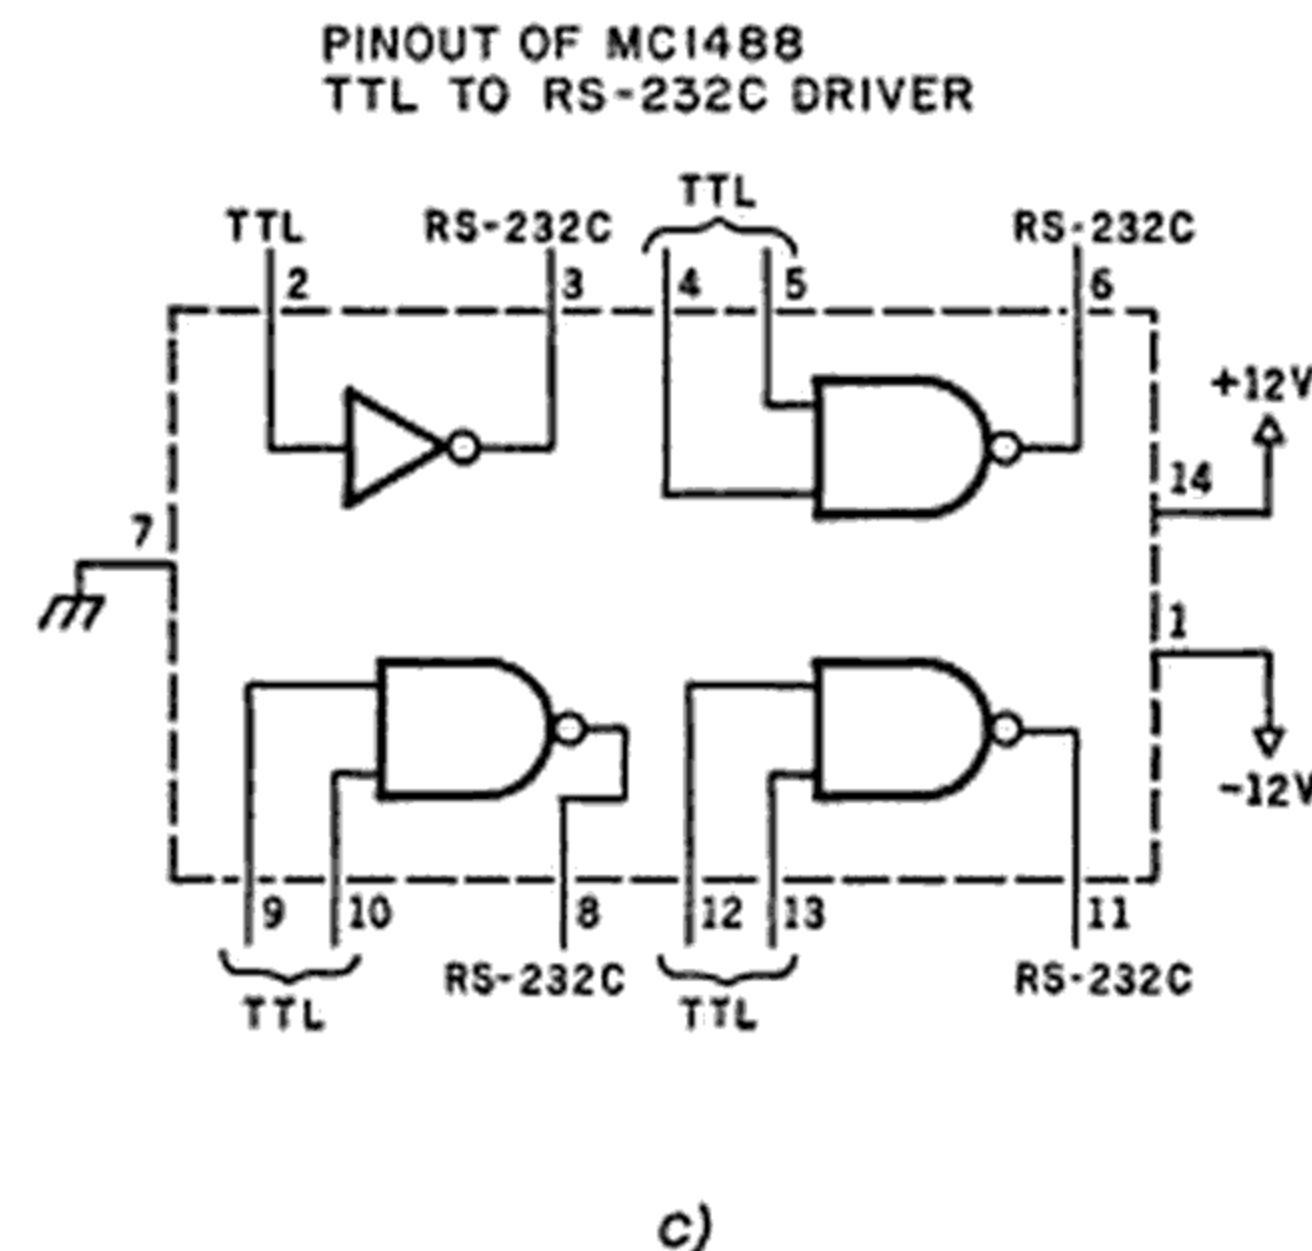 PINOUT OF MC1488
TTL TO RS-232C DRIVER
TTL
TTL RS-232C RS-232C
2 3 4 5 6
+12V
14
7
1
-12V
9 10 8 12 13 11
RS-232C RS-232C
TTL TTL
c)